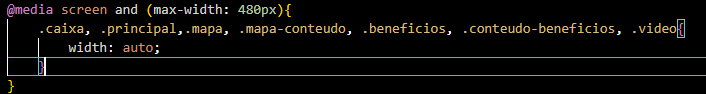 @media screen and (max-width: 480px){
.caixa, .principal,.mapa, .mapa-conteudo, .beneficios, .conteudo-beneficios, .video{
width: auto;
}
}